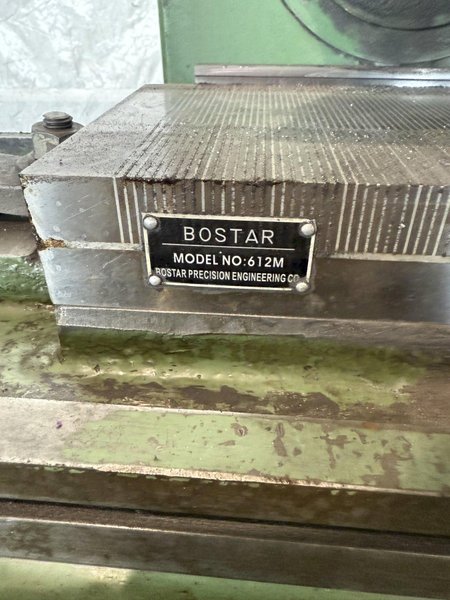 BOSTAR
MODEL NO:612M
BOSTAR PRECISION ENGINEERING CO